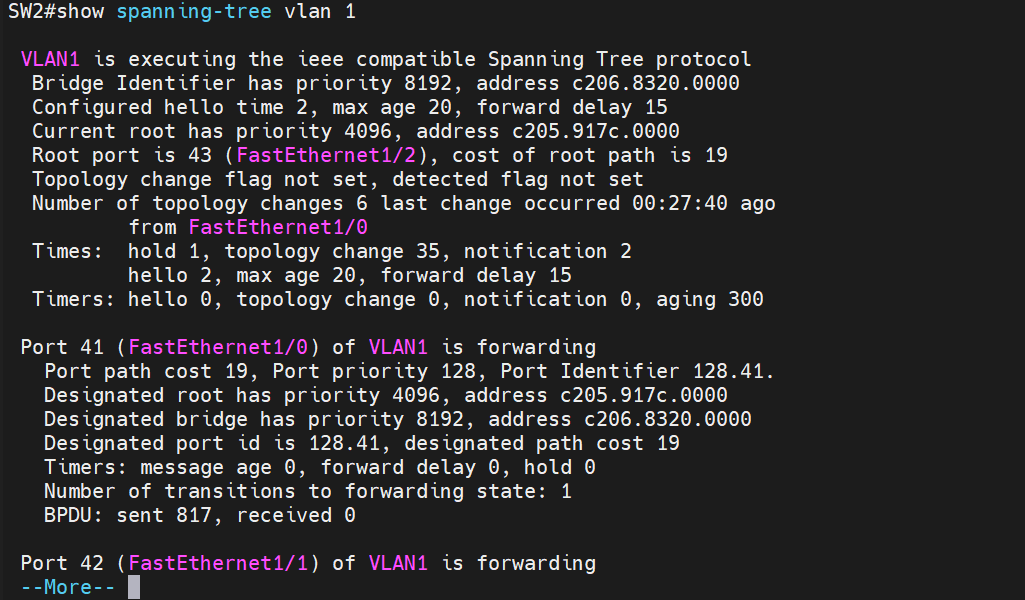 SW2#show spanning-tree vlan 1

 VLAN1 is executing the ieee compatible Spanning Tree protocol
  Bridge Identifier has priority 8192, address c206.8320.0000
  Configured hello time 2, max age 20, forward delay 15
  Current root has priority 4096, address c205.917c.0000
  Root port is 43 (FastEthernet1/2), cost of root path is 19
  Topology change flag not set, detected flag not set
  Number of topology changes 6 last change occurred 00:27:40 ago
          from FastEthernet1/0
  Times:  hold 1, topology change 35, notification 2
          hello 2, max age 20, forward delay 15
  Timers: hello 0, topology change 0, notification 0, aging 300

 Port 41 (FastEthernet1/0) of VLAN1 is forwarding
   Port path cost 19, Port priority 128, Port Identifier 128.41.
   Designated root has priority 4096, address c205.917c.0000
   Designated bridge has priority 8192, address c206.8320.0000
   Designated port id is 128.41, designated path cost 19
   Timers: message age 0, forward delay 0, hold 0
   Number of transitions to forwarding state: 1
   BPDU: sent 817, received 0

 Port 42 (FastEthernet1/1) of VLAN1 is forwarding
 --More--